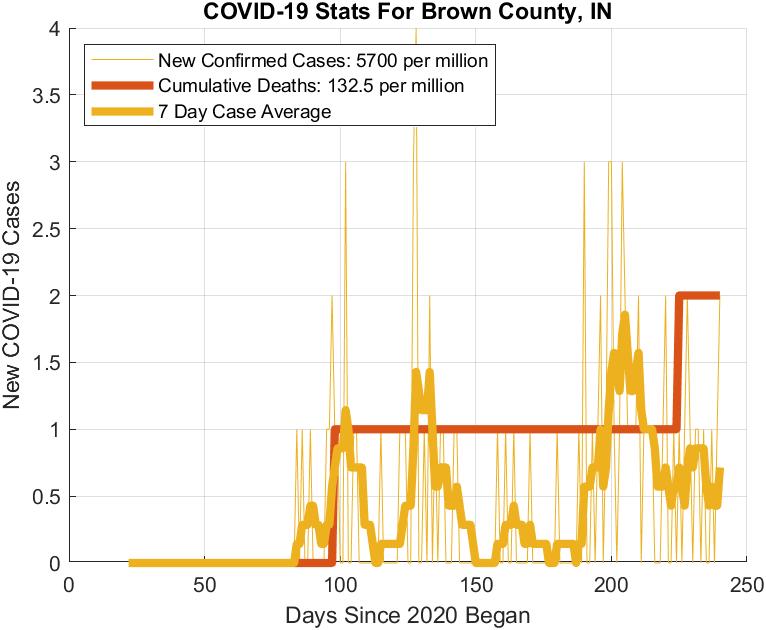 COVID-19 Stats For Brown County, IN
New Confirmed Cases: 5700 per million
Cumulative Deaths: 132.5 per million
7 Day Case Average
New COVID-19 Cases
4
3.5
3
2.5
2
1.5
1
0.5
0
0 50 100 150 200 250
Days Since 2020 Began